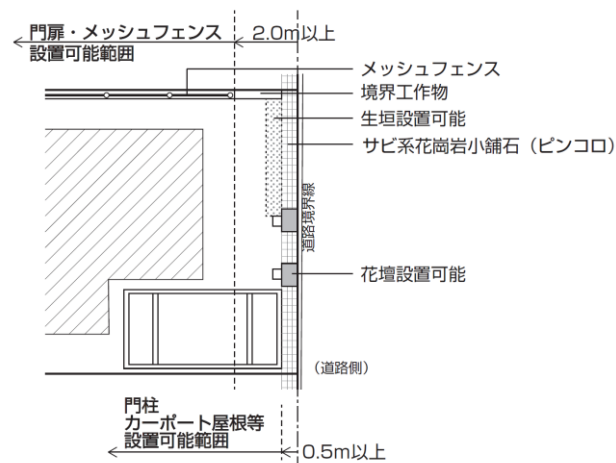 門扉・メッシュフェンス
設置可能範囲
2.0m以上
メッシュフェンス
境界工作物
生垣設置可能
サビ系花崗岩小舗石（ピンコロ）
道路境界線
花壇設置可能
（道路側）
門柱
カーポート屋根等
設置可能範囲
0.5m以上